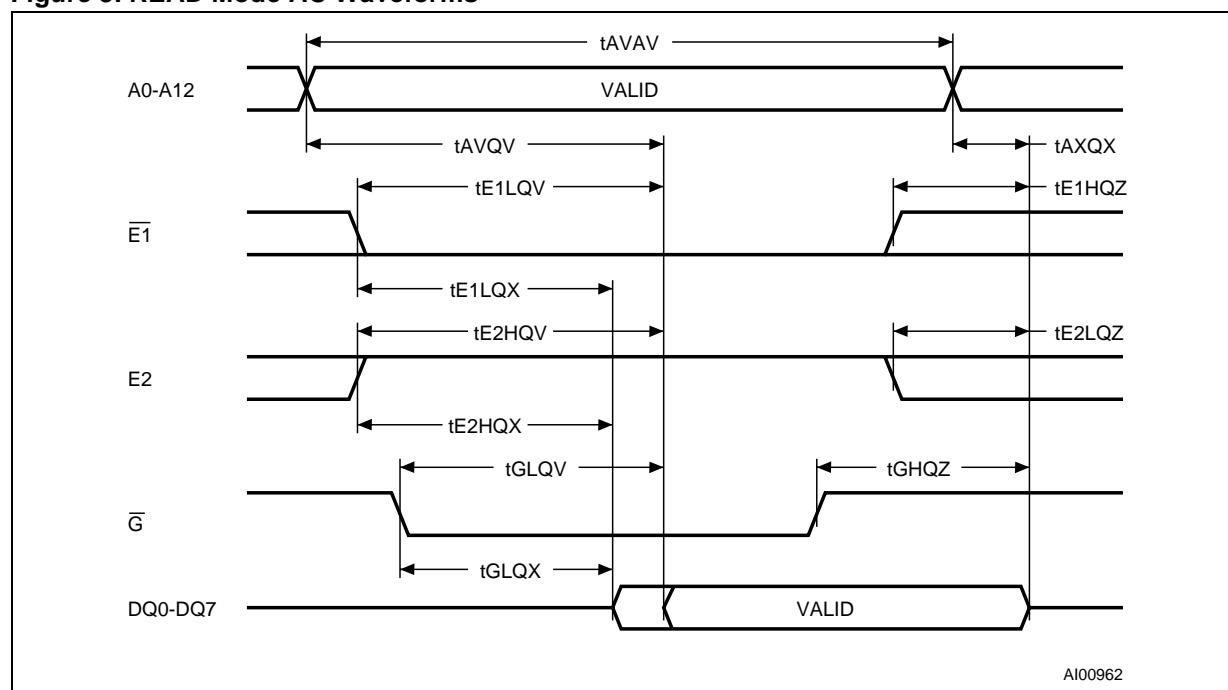 Figure READ Mode AC Waveforms
tAVAV
A0-A12 VALID
tAVQV tAXQX
tE1LQV tE1HQZ
E1
tE1LQX
tE2HQV tE2LQZ
E2
tE2HQX
tGLQV tGHQZ
G
tGLQX
DQ0-DQ7 VALID
AI00962